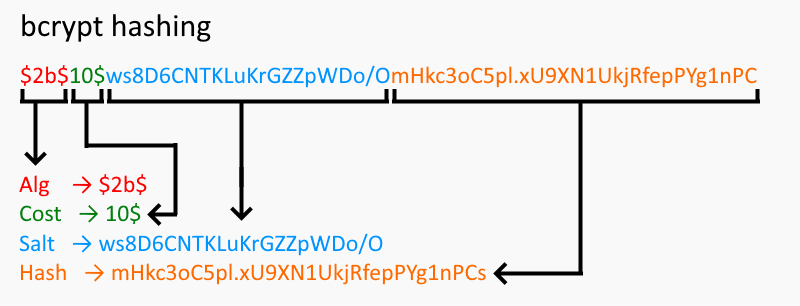 bcrypt hashing
$2b$10$ws8D6CNTKLuKrGZZpWDo/OmHkc3oC5pl.xU9XN1UkjRfepPYg1nPC
Alg → $2b$
Cost → 10$
Salt → ws8D6CNTKLuKrGZZpWDo/O
Hash → mHkc3oC5pl.xU9XN1UkjRfepPYg1nPCs